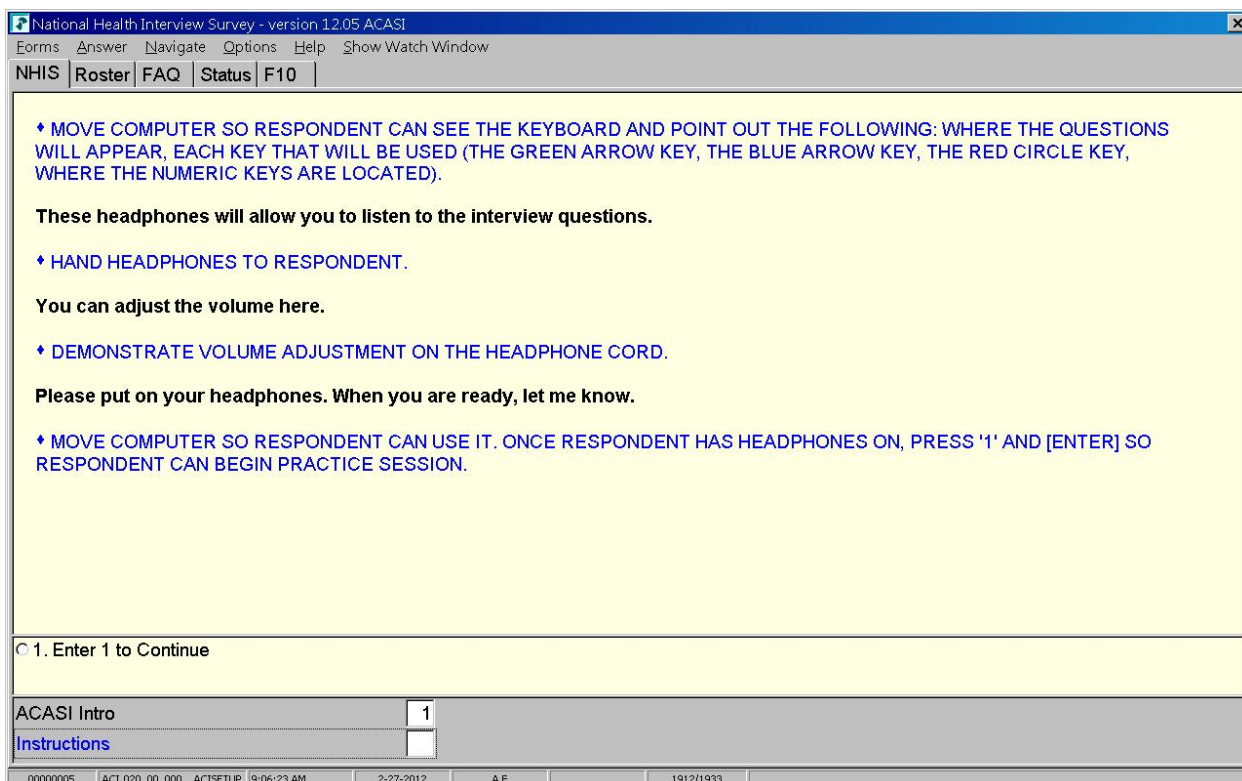 National Health Interview Survey - version 12.05 ACASI
Forms Answer Navigate Options Help Show Watch Window
NHIS Roster FAQ Status F10
♦ MOVE COMPUTER SO RESPONDENT CAN SEE THE KEYBOARD AND POINT OUT THE FOLLOWING: WHERE THE QUESTIONS
WILL APPEAR, EACH KEY THAT WILL BE USED (THE GREEN ARROW KEY, THE BLUE ARROW KEY, THE RED CIRCLE KEY,
WHERE THE NUMERIC KEYS ARE LOCATED).
These headphones will allow you to listen to the interview questions.
♦ HAND HEADPHONES TO RESPONDENT.
You can adjust the volume here.
♦ DEMONSTRATE VOLUME ADJUSTMENT ON THE HEADPHONE CORD.
Please put on your headphones. When you are ready, let me know.
♦ MOVE COMPUTER SO RESPONDENT CAN USE IT. ONCE RESPONDENT HAS HEADPHONES ON, PRESS '1' AND [ENTER] SO
RESPONDENT CAN BEGIN PRACTICE SESSION.
1. Enter 1 to Continue
ACASI Intro 1
Instructions
00000005 ACI.020_00_000 ACISETUP 9:06:23 AM 2-27-2012 A F 1912/1933